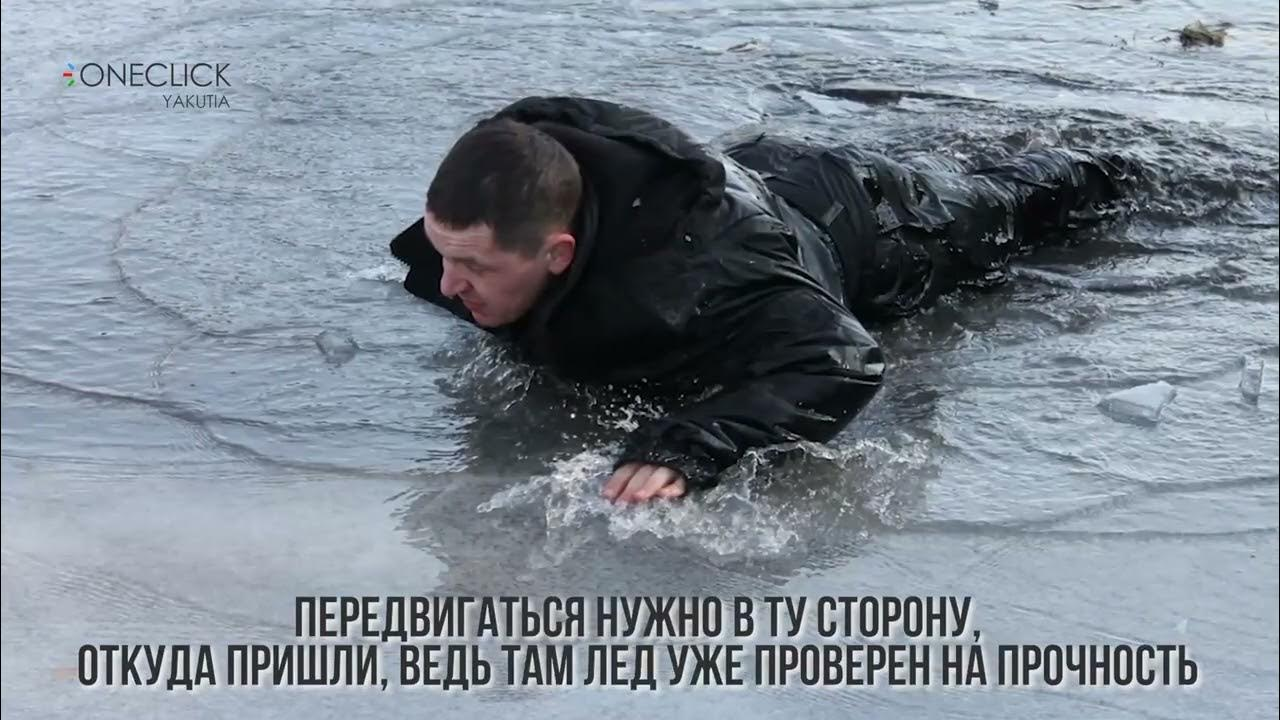 ONECLICK
YAKUTIA
ПЕРЕДВИГАТЬСЯ НУЖНО В ТУ СТОРОНУ,
ОТКУДА ПРИШЛИ, ВЕДЬ ТАМ ЛЕД УЖЕ ПРОВЕРЕН НА ПРОЧНОСТЬ